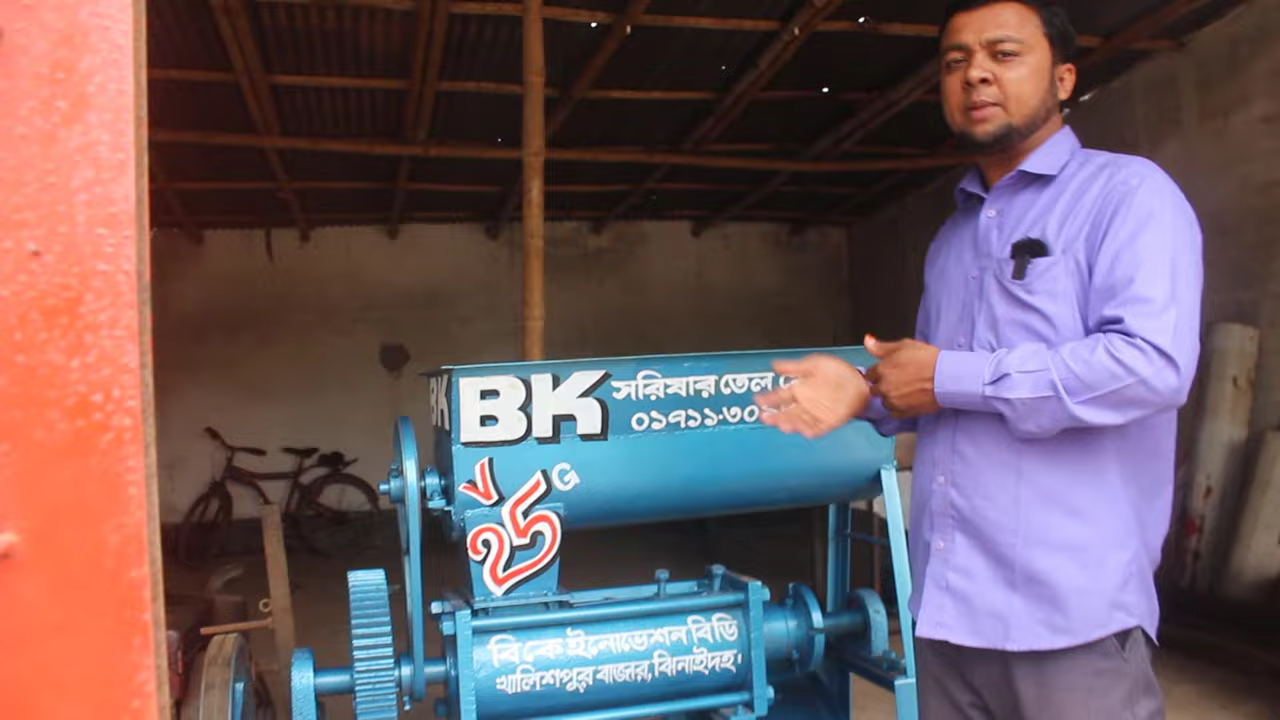 BK
BK
সরিষার তেল
০১৭১১-৩০
V
25
G
বি কে ইনোভেশন বিডি
খালিশপুর বাজার, ঝিনাইদহ।